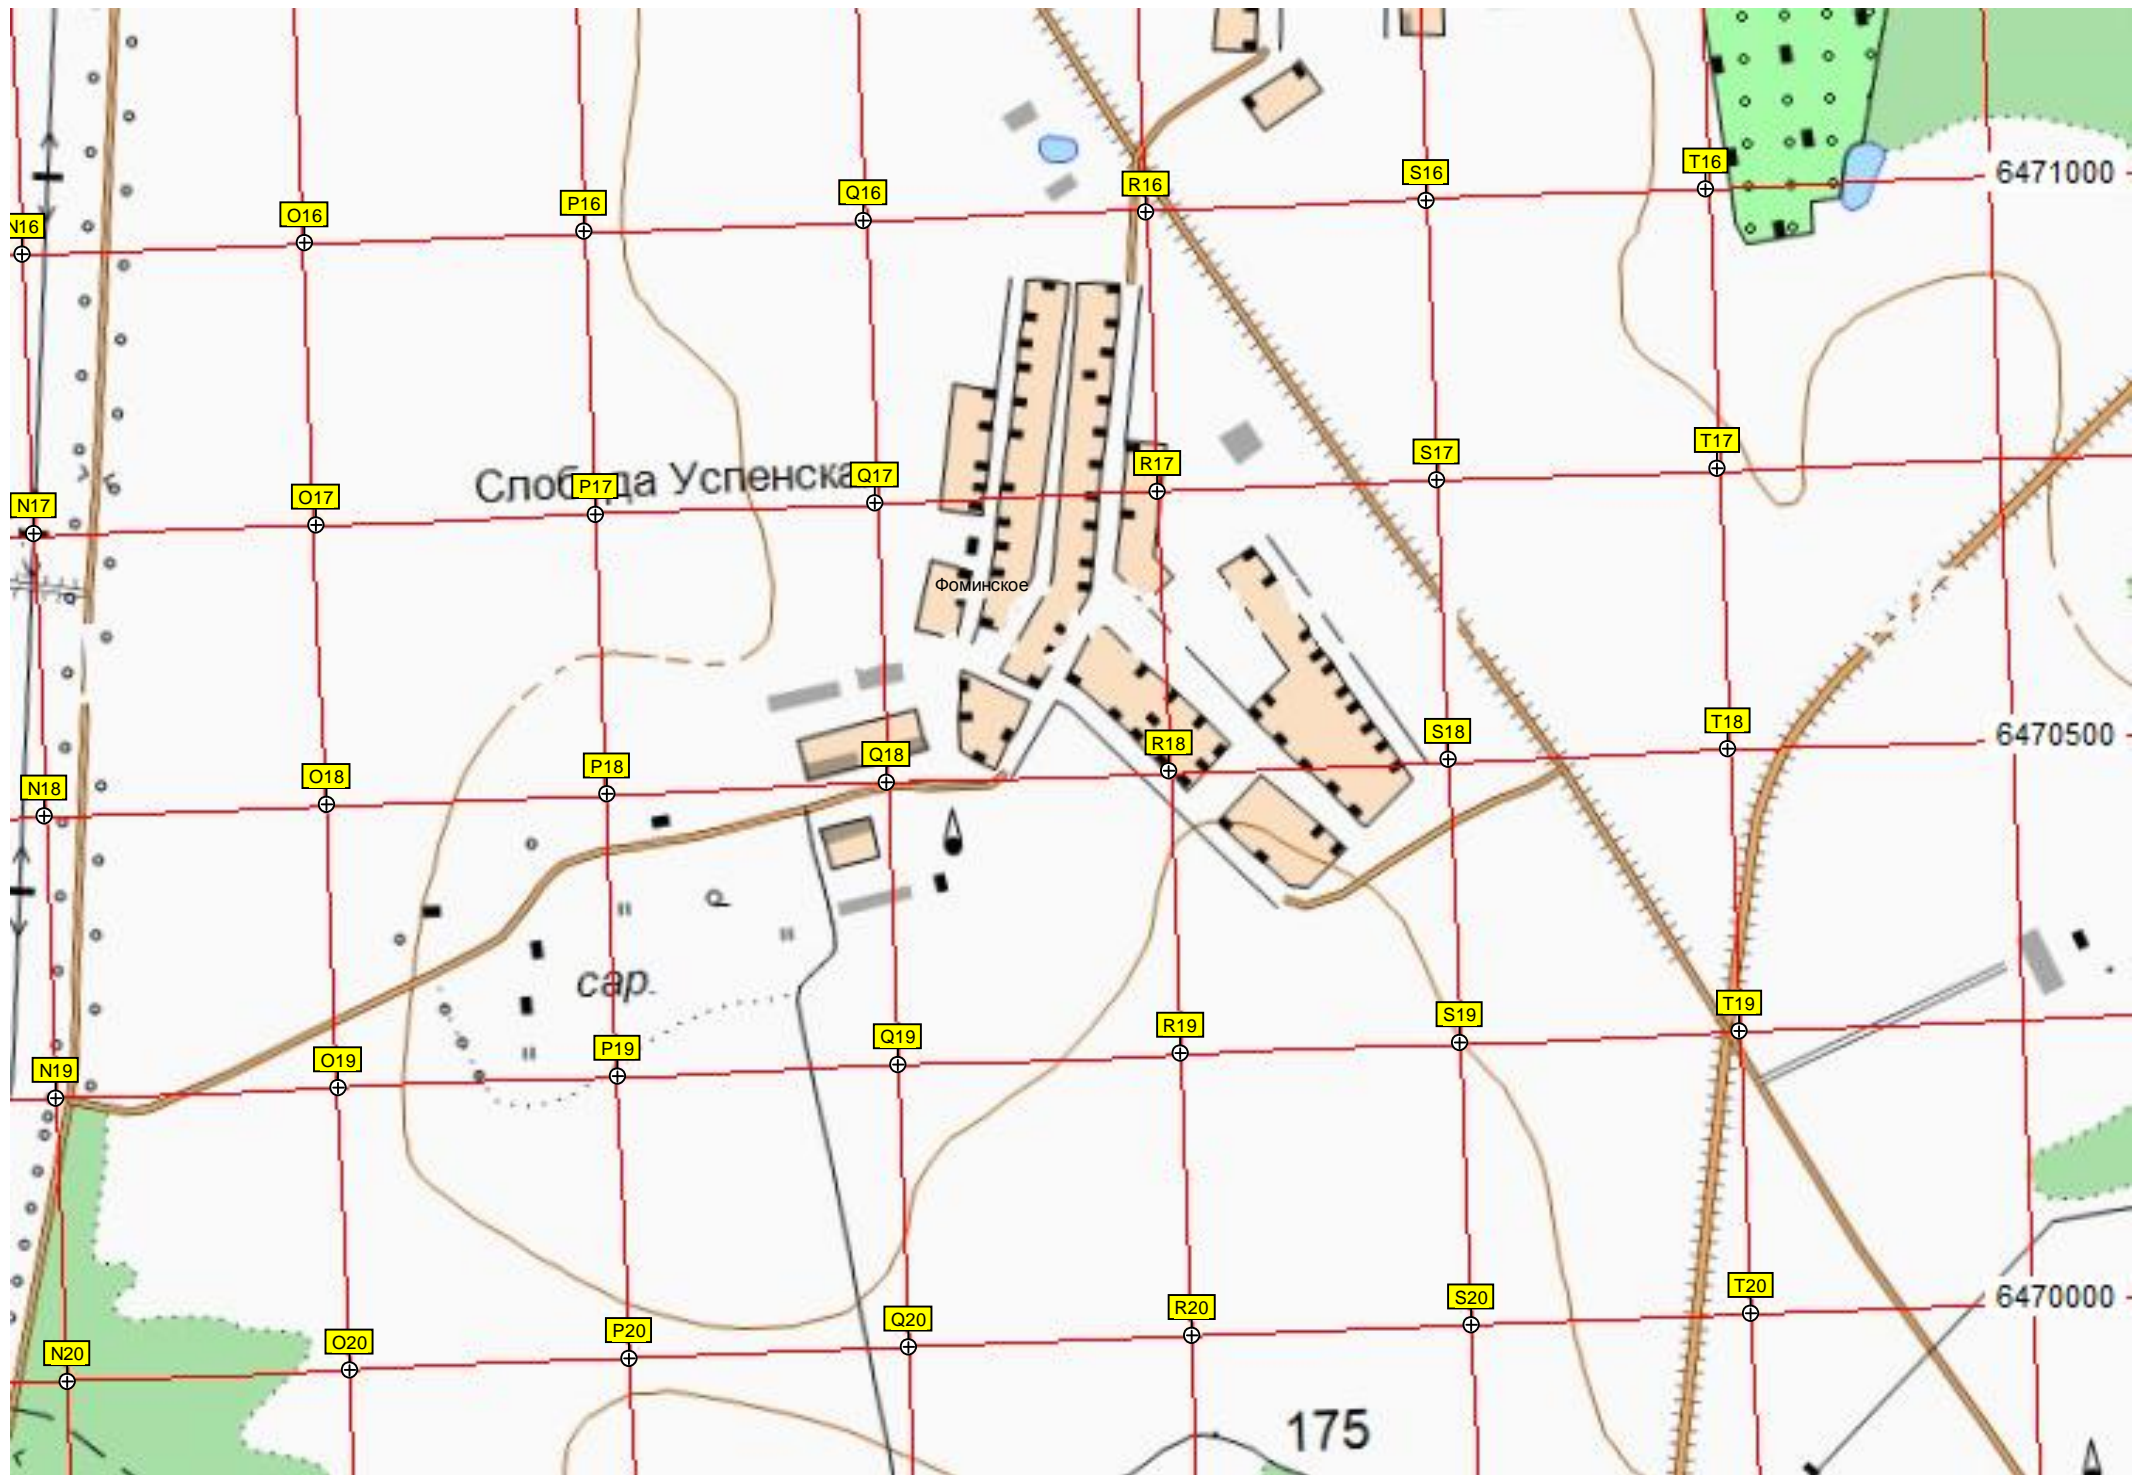 T16
6471000
S16
R16
Q16
P16
O16
N16
T17
S17
R17
Слобода Успенска
Q17
P17
O17
N17
Фоминское
T18
6470500
S18
R18
Q18
P18
O18
N18
сар.
T19
S19
R19
Q19
P19
O19
N19
T20
6470000
S20
R20
Q20
P20
O20
N20
175